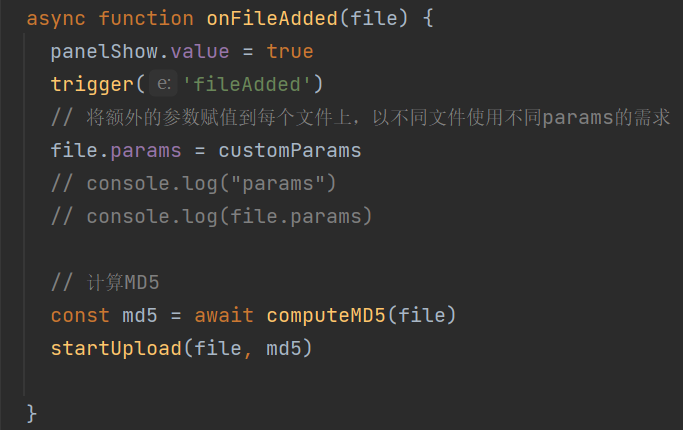 async function onFileAdded(file) {
panelShow.value = true
trigger( e: 'fileAdded')
// 将额外的参数赋值到每个文件上，以不同文件使用不同params的需求
file.params = customParams
// console.log("params")
// console.log(file.params)
// 计算MD5
const md5 = await computeMD5(file)
startUpload(file, md5)
}